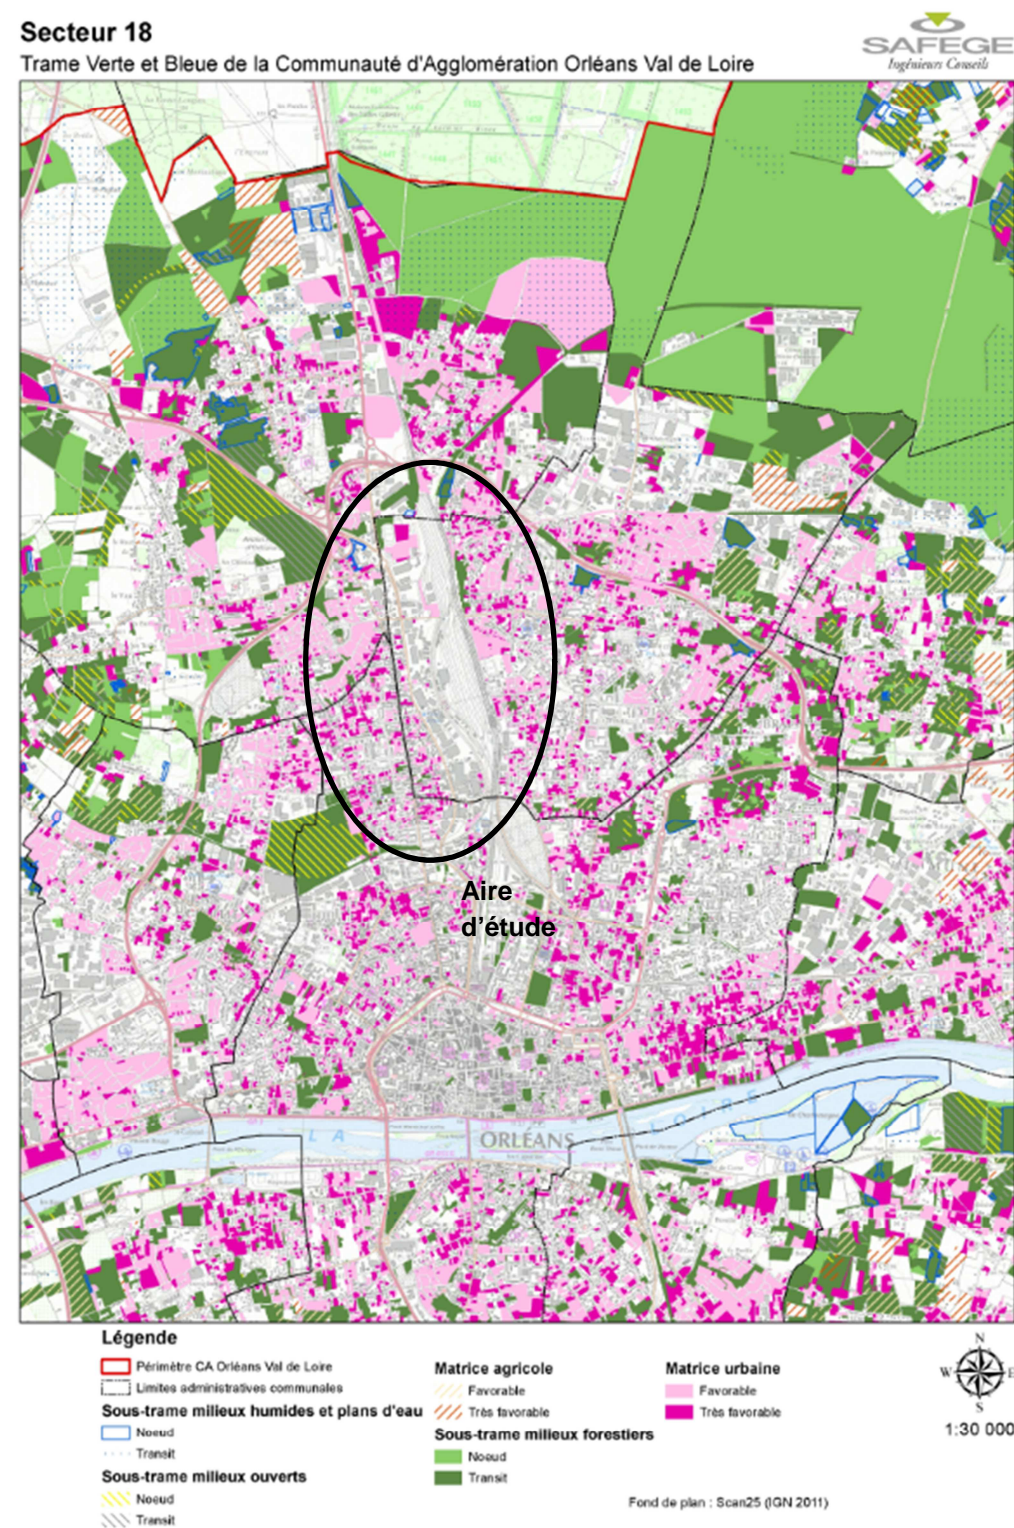 Secteur 18
Trame Verte et Bleue de la Communauté d'Agglomération Orléans Val de Loire
SAFEGE
Ingénieurs Conseils
Aire
d'étude
LA LOIRE
ORLÉANS
Légende
Périmètre CA Orléans Val de Loire
Limites administratives communales
Sous-trame milieux humides et plans d'eau
Noeud
Transit
Sous-trame milieux ouverts
Noeud
Transit
Matrice agricole
Favorable
Très favorable
Sous-trame milieux forestiers
Noeud
Transit
Matrice urbaine
Favorable
Très favorable
N
W E
S
1:30 000
Fond de plan : Scan25 (IGN 2011)